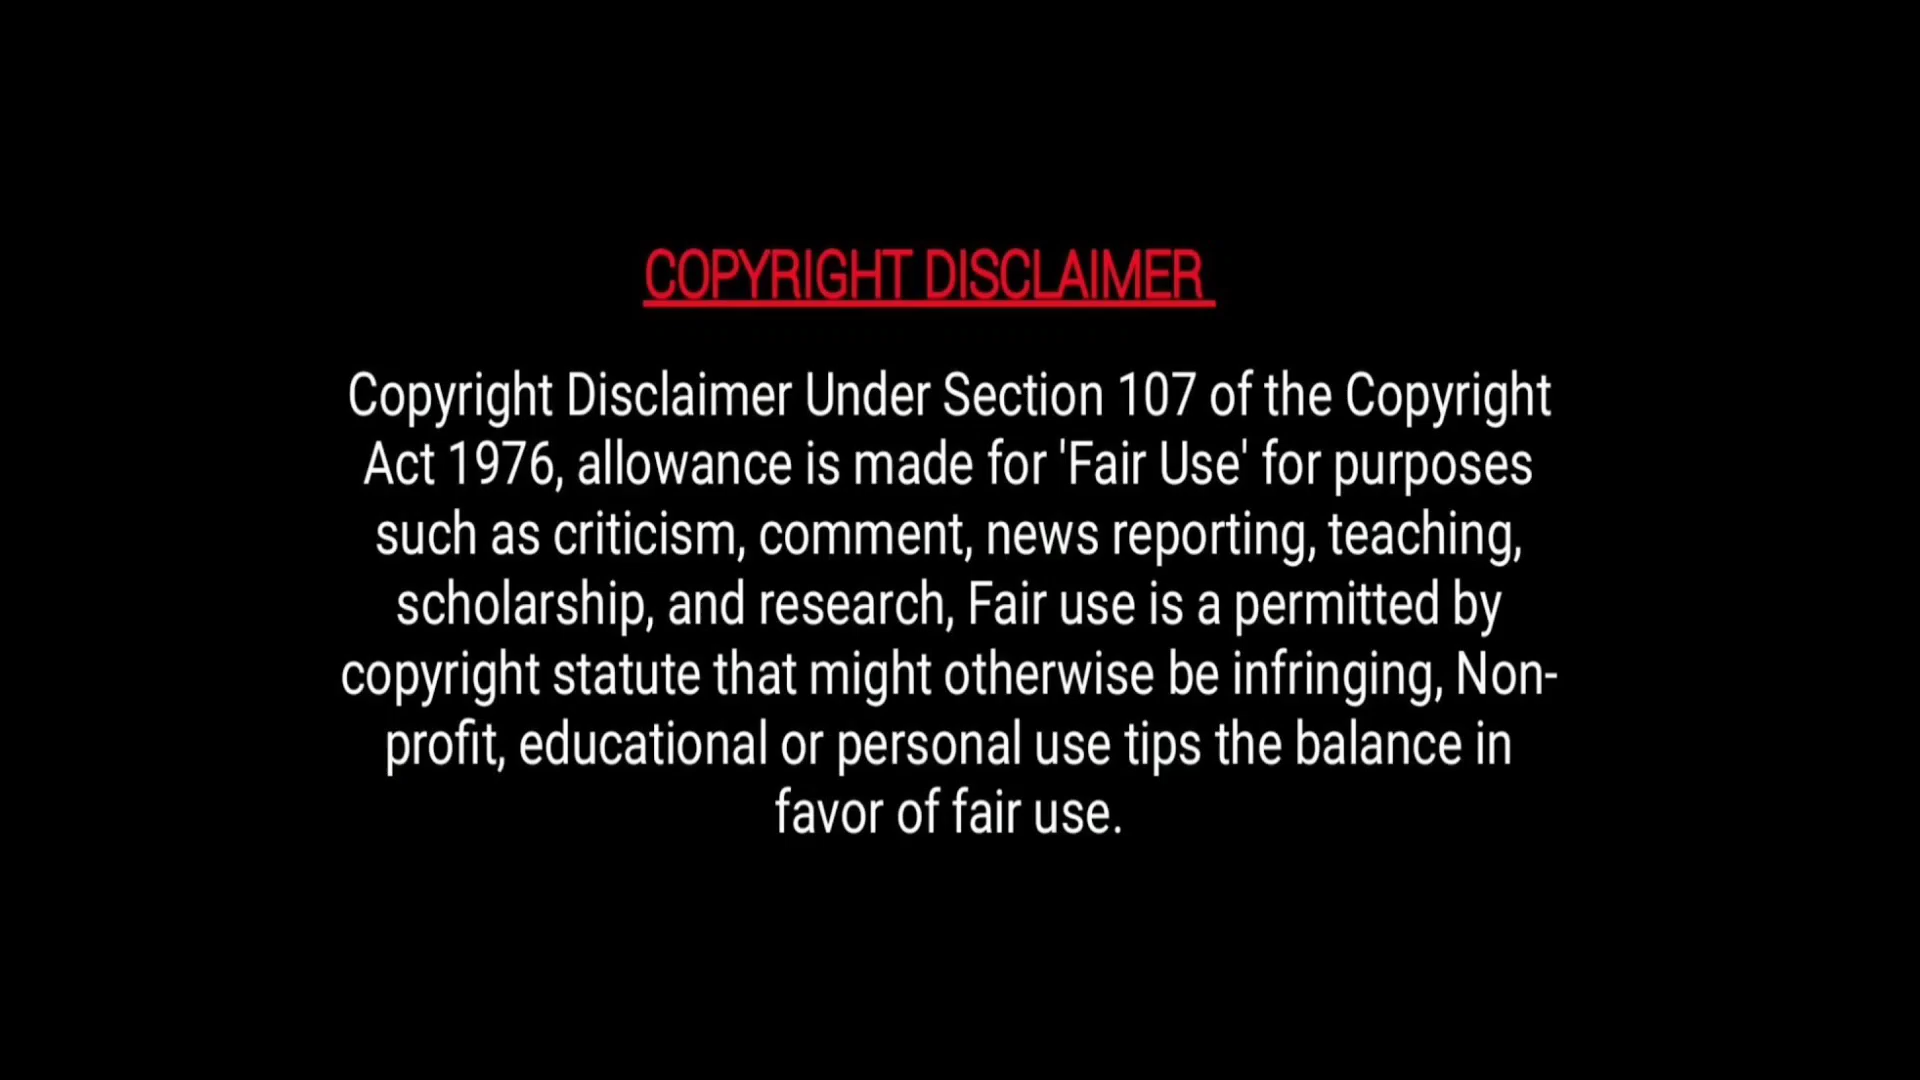 COPYRIGHT DISCLAIMER
Copyright Disclaimer Under Section 107 of the Copyright
Act 1976, allowance is made for 'Fair Use' for purposes
such as criticism, comment, news reporting, teaching,
scholarship, and research, Fair use is a permitted by
copyright statute that might otherwise be infringing, Non-
profit, educational or personal use tips the balance in
favor of fair use.